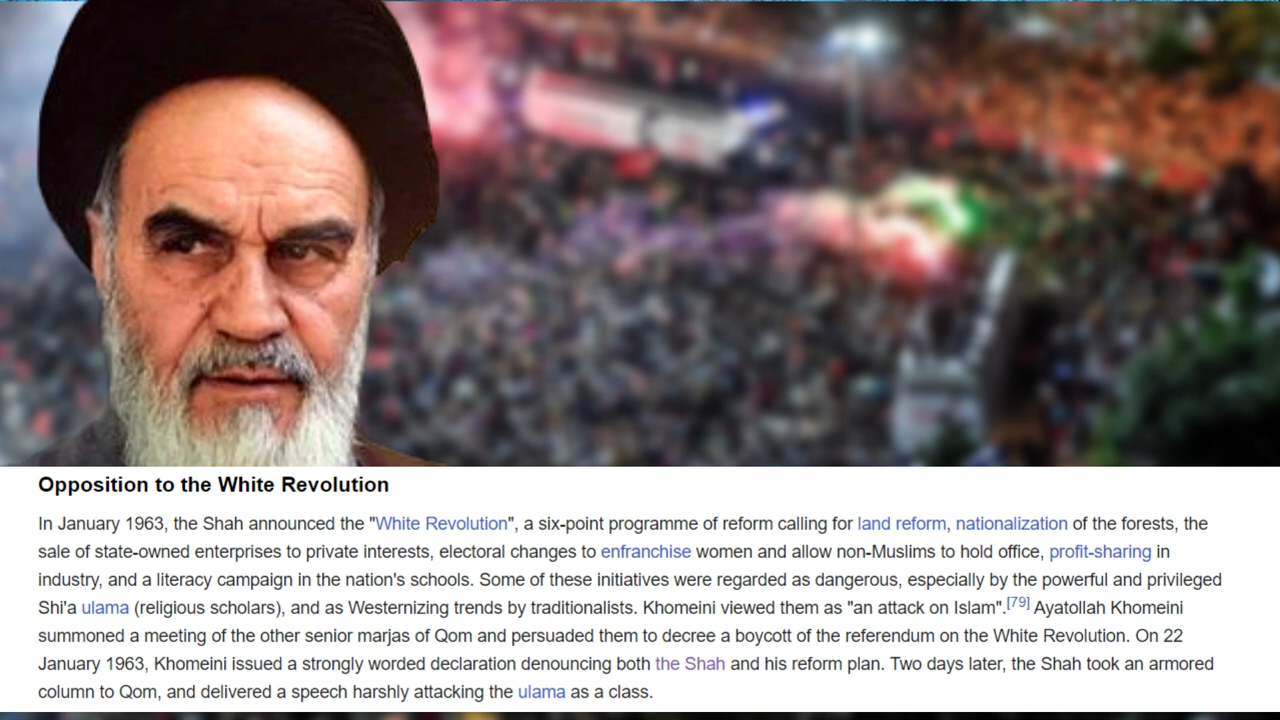 Opposition to the White Revolution
In January 1963, the Shah announced the "White Revolution", a six-point programme of reform calling for land reform, nationalization of the forests, the
sale of state-owned enterprises to private interests, electoral changes to enfranchise women and allow non-Muslims to hold office, profit-sharing in
industry, and a literacy campaign in the nation's schools. Some of these initiatives were regarded as dangerous, especially by the powerful and privileged
Shi'a ulama (religious scholars), and as Westernizing trends by traditionalists. Khomeini viewed them as "an attack on Islam".[79] Ayatollah Khomeini
summoned a meeting of the other senior marjas of Qom and persuaded them to decree a boycott of the referendum on the White Revolution. On 22
January 1963, Khomeini issued a strongly worded declaration denouncing both the Shah and his reform plan. Two days later, the Shah took an armored
column to Qom, and delivered a speech harshly attacking the ulama as a class.